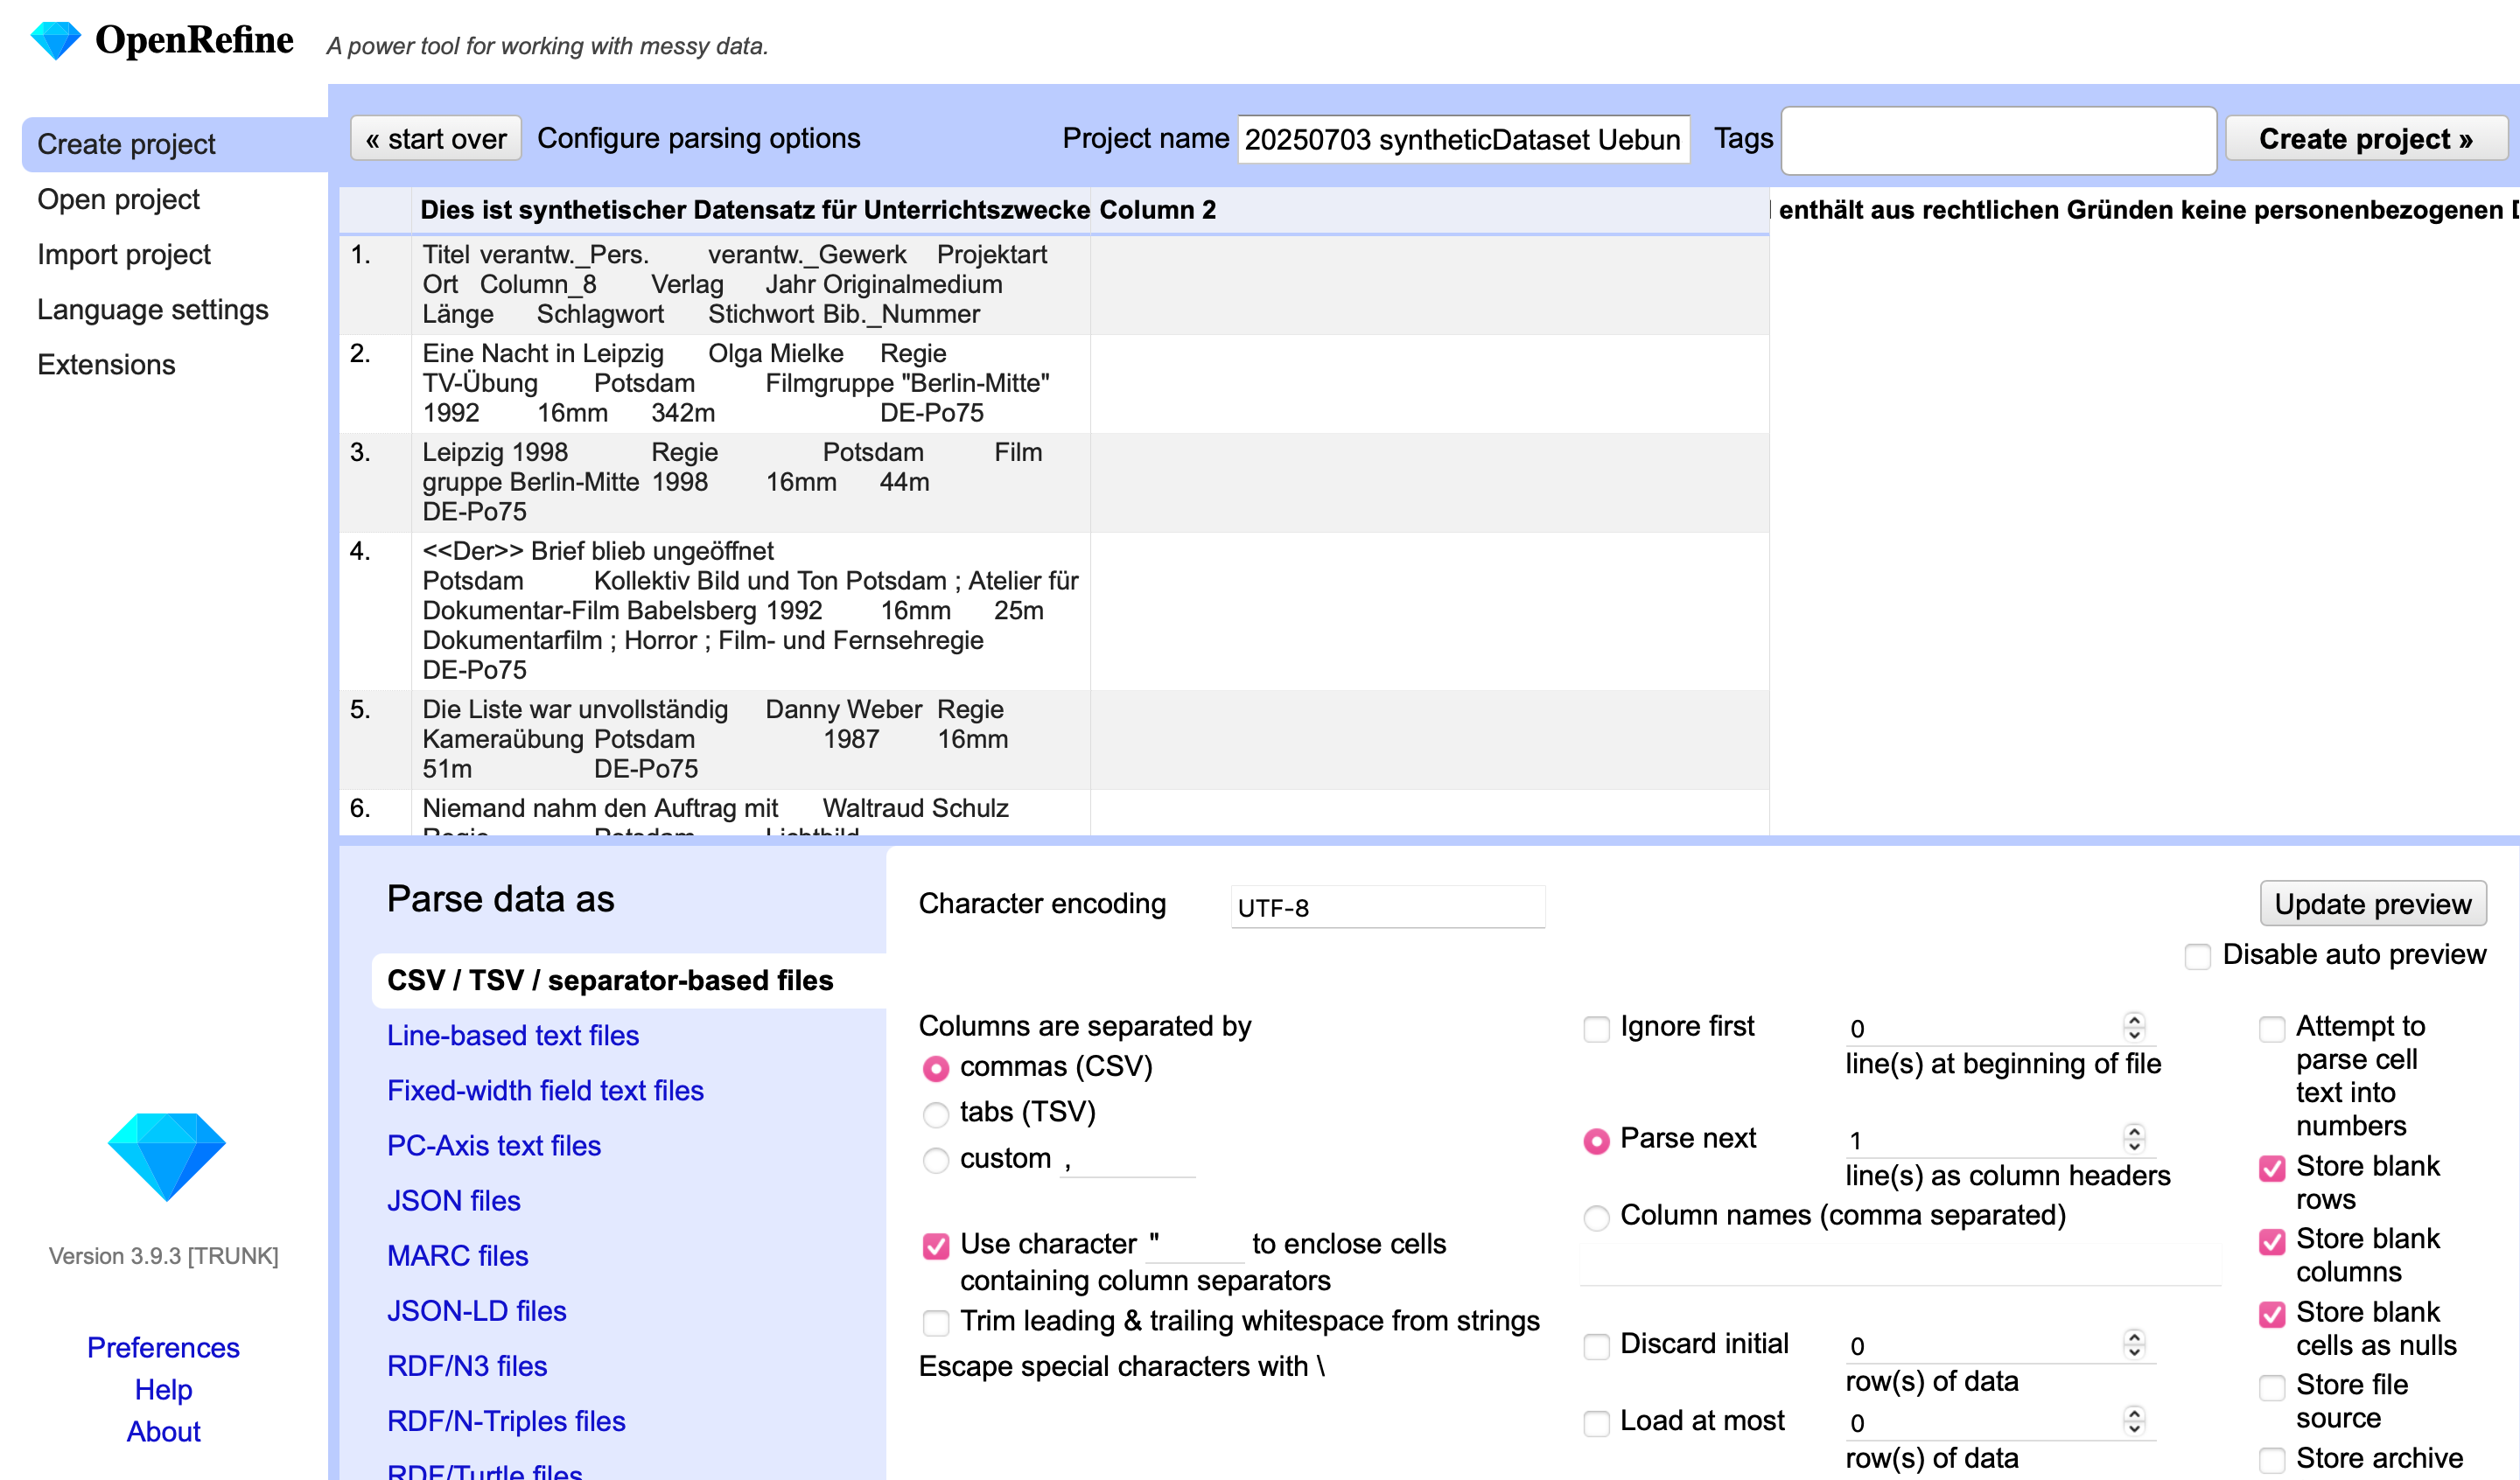 OpenRefine A power tool for working with messy data.
Create project
Open project
Import project
Language settings
Extensions
« start over Configure parsing options Project name 20250703 syntheticDataset Uebun Tags Create project »
Dies ist synthetischer Datensatz für Unterrichtszwecke Column 2 enthält aus rechtlichen Gründen keine personenbezogenen
1. Titel verantw._Pers. verantw._Gewerk Projektart
Ort Column_8 Verlag Jahr Originalmedium
Länge Schlagwort Stichwort Bib._Nummer
2. Eine Nacht in Leipzig Olga Mielke Regie
TV-Übung Potsdam Filmgruppe "Berlin-Mitte"
1992 16mm 342m DE-Po75
3. Leipzig 1998 Regie Potsdam Film
gruppe Berlin-Mitte 1998 16mm 44m
DE-Po75
4. <<Der>> Brief blieb ungeöffnet
Potsdam Kollektiv Bild und Ton Potsdam ; Atelier für
Dokumentar-Film Babelsberg 1992 16mm 25m
Dokumentarfilm ; Horror ; Film- und Fernsehregie
DE-Po75
5. Die Liste war unvollständig Danny Weber Regie
Kameraübung Potsdam 1987 16mm
51m DE-Po75
6. Niemand nahm den Auftrag mit Waltraud Schulz
Regie Potsdam Lichtbild
Parse data as
CSV / TSV / separator-based files
Line-based text files
Fixed-width field text files
PC-Axis text files
JSON files
MARC files
JSON-LD files
RDF/N3 files
RDF/N-Triples files
RDF/Turtle files
Character encoding UTF-8
Update preview
Disable auto preview
Columns are separated by
commas (CSV)
tabs (TSV)
custom ,
Use character " to enclose cells
containing column separators
Trim leading & trailing whitespace from strings
Escape special characters with \
Ignore first 0
line(s) at beginning of file
Parse next 1
line(s) as column headers
Column names (comma separated)
Discard initial 0
row(s) of data
Load at most 0
row(s) of data
Attempt to
parse cell
text into
numbers
Store blank
rows
Store blank
columns
Store blank
cells as nulls
Store file
source
Store archive
Version 3.9.3 [TRUNK]
Preferences
Help
About